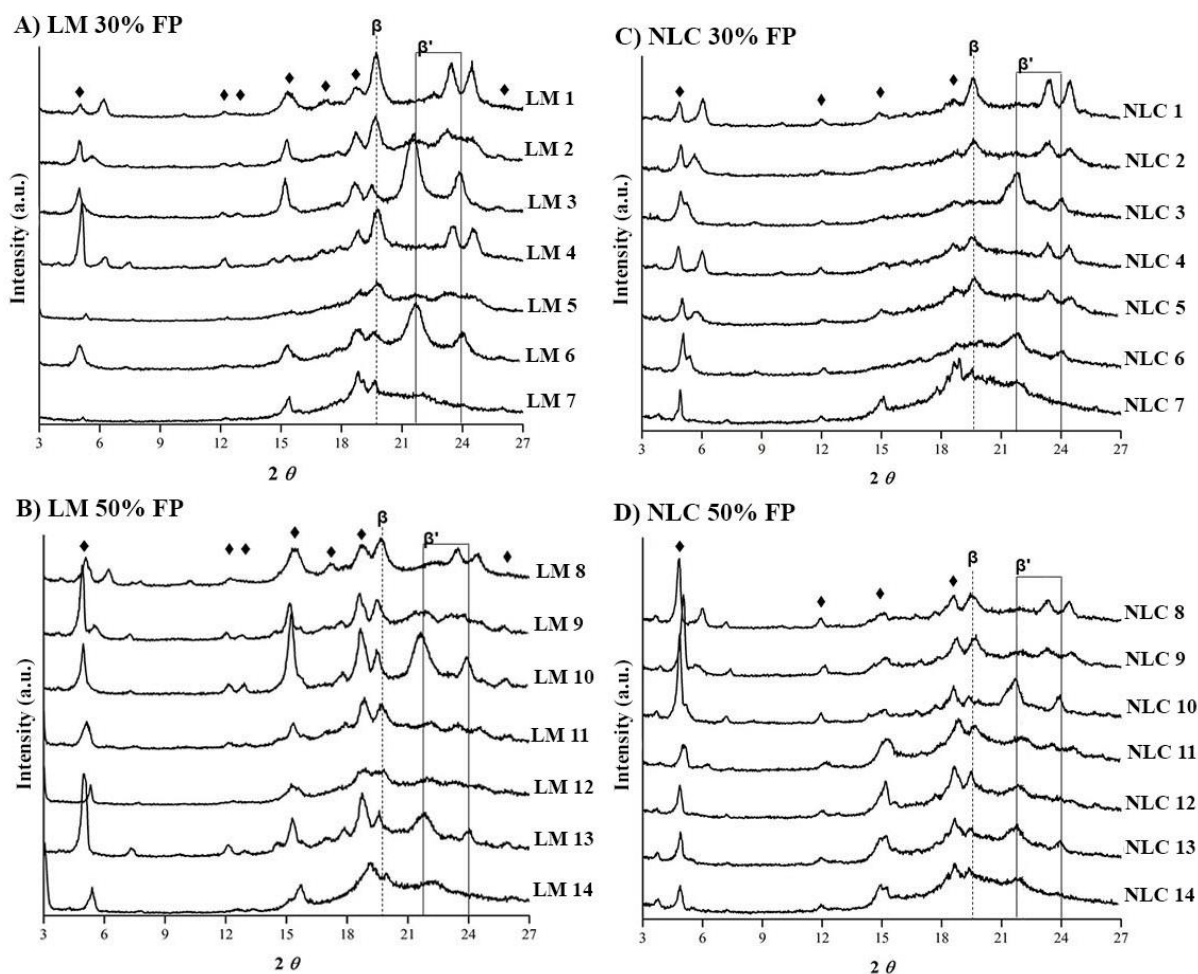 A) LM 30% FP
β
β'
LM 1
LM 2
LM 3
LM 4
LM 5
LM 6
LM 7
Intensity (a.u.)
3 6 9 12 15 18 21 24 27
2 θ
C) NLC 30% FP
β
β'
NLC 1
NLC 2
NLC 3
NLC 4
NLC 5
NLC 6
NLC 7
Intensity (a.u.)
3 6 9 12 15 18 21 24 27
2 θ
B) LM 50% FP
β
β'
LM 8
LM 9
LM 10
LM 11
LM 12
LM 13
LM 14
Intensity (a.u.)
3 6 9 12 15 18 21 24 27
2 θ
D) NLC 50% FP
β
β'
NLC 8
NLC 9
NLC 10
NLC 11
NLC 12
NLC 13
NLC 14
Intensity (a.u.)
3 6 9 12 15 18 21 24 27
2 θ